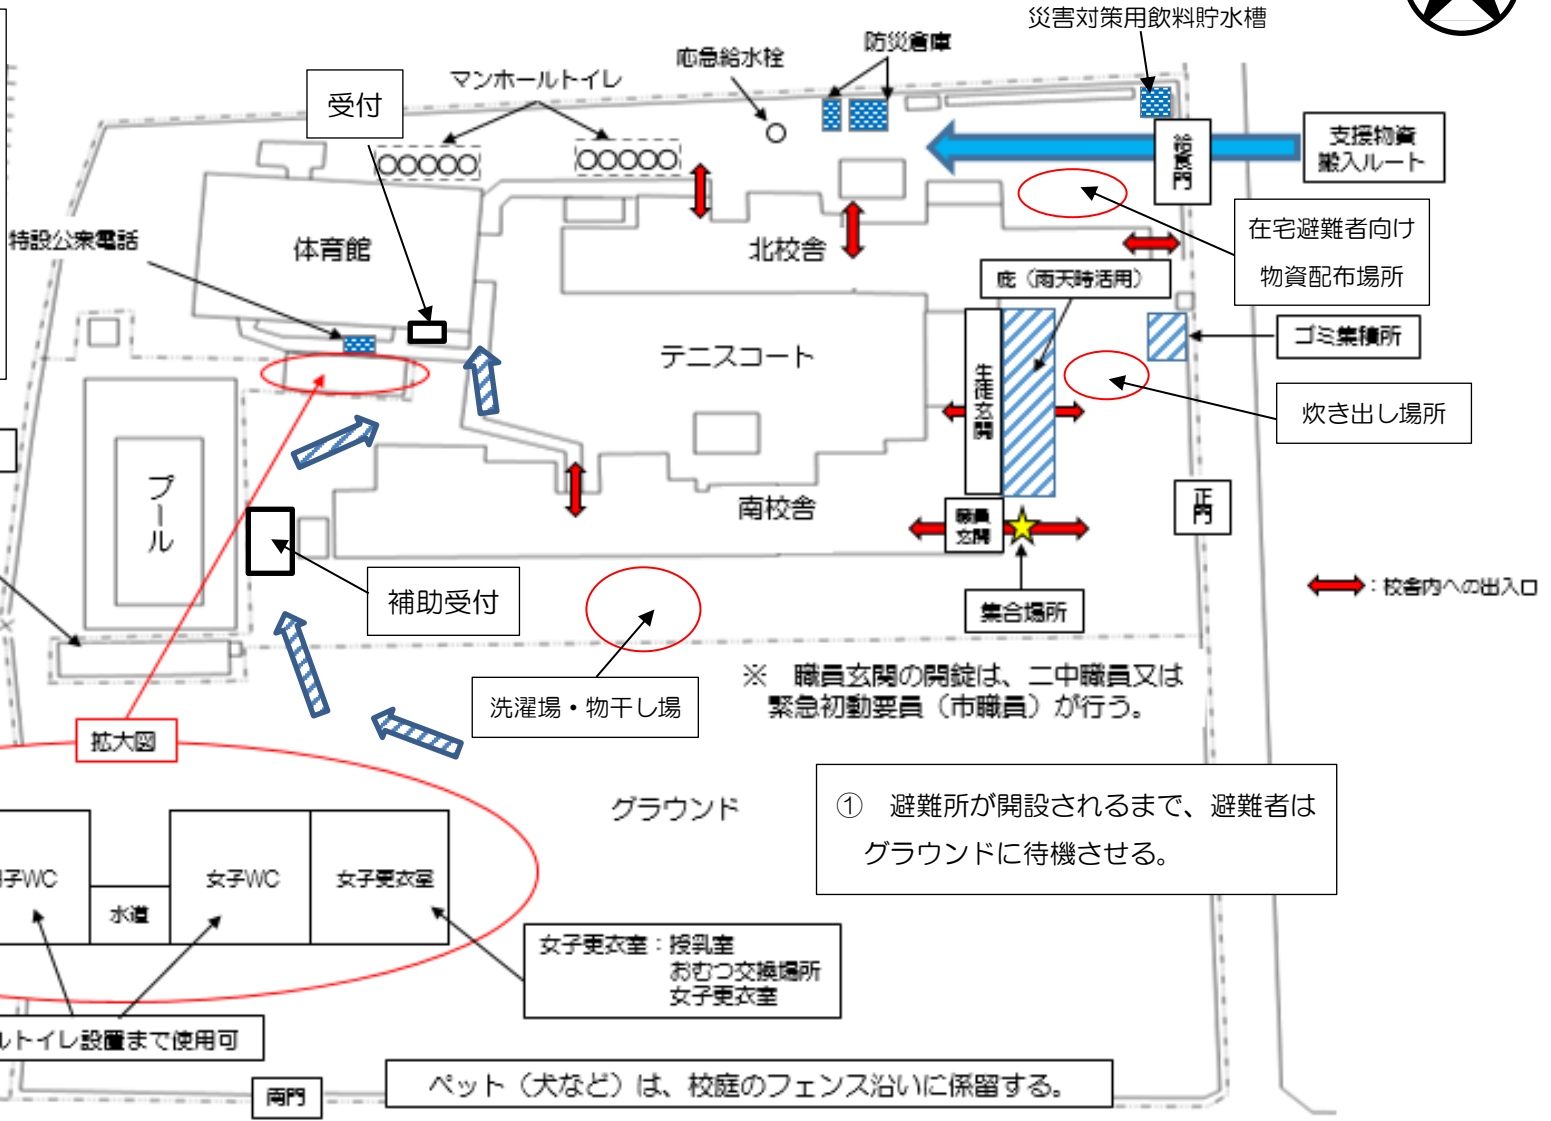 災害対策用飲料貯水槽
防災倉庫
応急給水栓
マンホールトイレ
受付
給食門
支援物資
搬入ルート
在宅避難者向け
物資配布場所
特設公衆電話
体育館
北校舎
庇（雨天時活用）
ゴミ集積所
テニスコート
生徒玄関
炊き出し場所
プール
南校舎
職員
玄関
正門
集合場所
：校舎内への出入口
補助受付
洗濯場・物干し場
※　職員玄関の開錠は、二中職員又は
緊急初動要員（市職員）が行う。
拡大図
グラウンド
①　避難所が開設されるまで、避難者は
グラウンドに待機させる。
子WC
水道
女子WC
女子更衣室
女子更衣室：授乳室
おむつ交換場所
女子更衣室
ルトイレ設置まで使用可
南門
ペット（犬など）は、校庭のフェンス沿いに係留する。